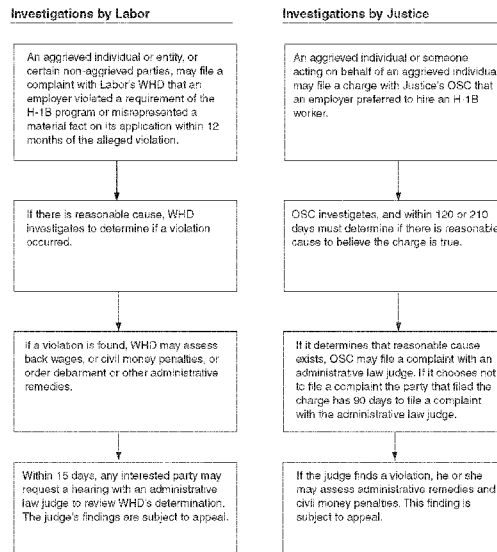 Investigations by Labor
An aggrieved individual or entity, or
certain non-aggrieved parties, may file a
complaint with Labor's WHD that an
employer violated a requirement of the
H-1B program or misrepresented a
material fact on its application within 12
months of the alleged violation.
If there is reasonable cause, WHD
investigates to determine if a violation
occurred.
If a violation is found, WHD may assess
back wages, or civil money penalties, or
order debarment or other administrative
remedies.
Within 15 days, any interested party may
request a hearing with an administrative
law judge to review WHD's determination.
The judge's findings are subject to appeal.
Investigations by Justice
An aggrieved individual or someone
acting on behalf of an aggrieved individual
may file a charge with Justice's OSC that
an employer preferred to hire an H-1B
worker.
OSC investigates, and within 120 or 210
days must determine if there is reasonable
cause to believe the charge is true.
If it determines that reasonable cause
exists, OSC may file a complaint with an
administrative law judge. If it chooses not
to file a complaint the party that filed the
charge has 90 days to file a complaint
with the administrative law judge.
If the judge finds a violation, he or she
may assess administrative remedies and
civil money penalties. This finding is
subject to appeal.